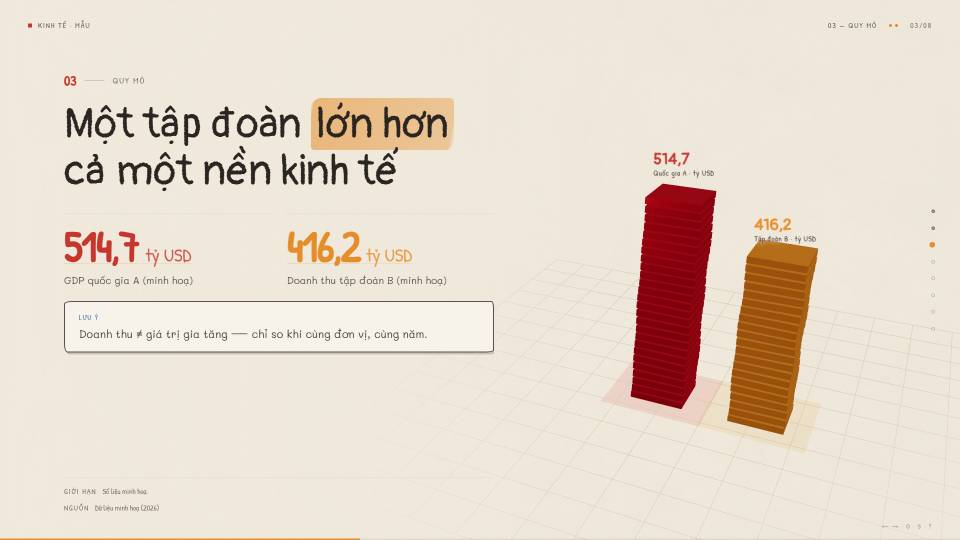 KINH TẾ · MẪU
03 — QUY MÔ
03/08
03 — QUY MÔ
Một tập đoàn lớn hơn
cả một nền kinh tế
514,7 tỷ USD
GDP quốc gia A (minh hoạ)
416,2 tỷ USD
Doanh thu tập đoàn B (minh hoạ)
LƯU Ý
Doanh thu ≠ giá trị gia tăng — chỉ so khi cùng đơn vị, cùng năm.
514,7
Quốc gia A · tỷ USD
416,2
Tập đoàn B · tỷ USD
GIỚI HẠN Số liệu minh hoạ.
NGUỒN Dữ liệu minh hoạ (2026)